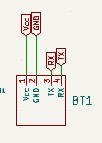 Vcc
GND
RX
TX
1
2
3
4
Vcc
GND
TX
RX
BT1